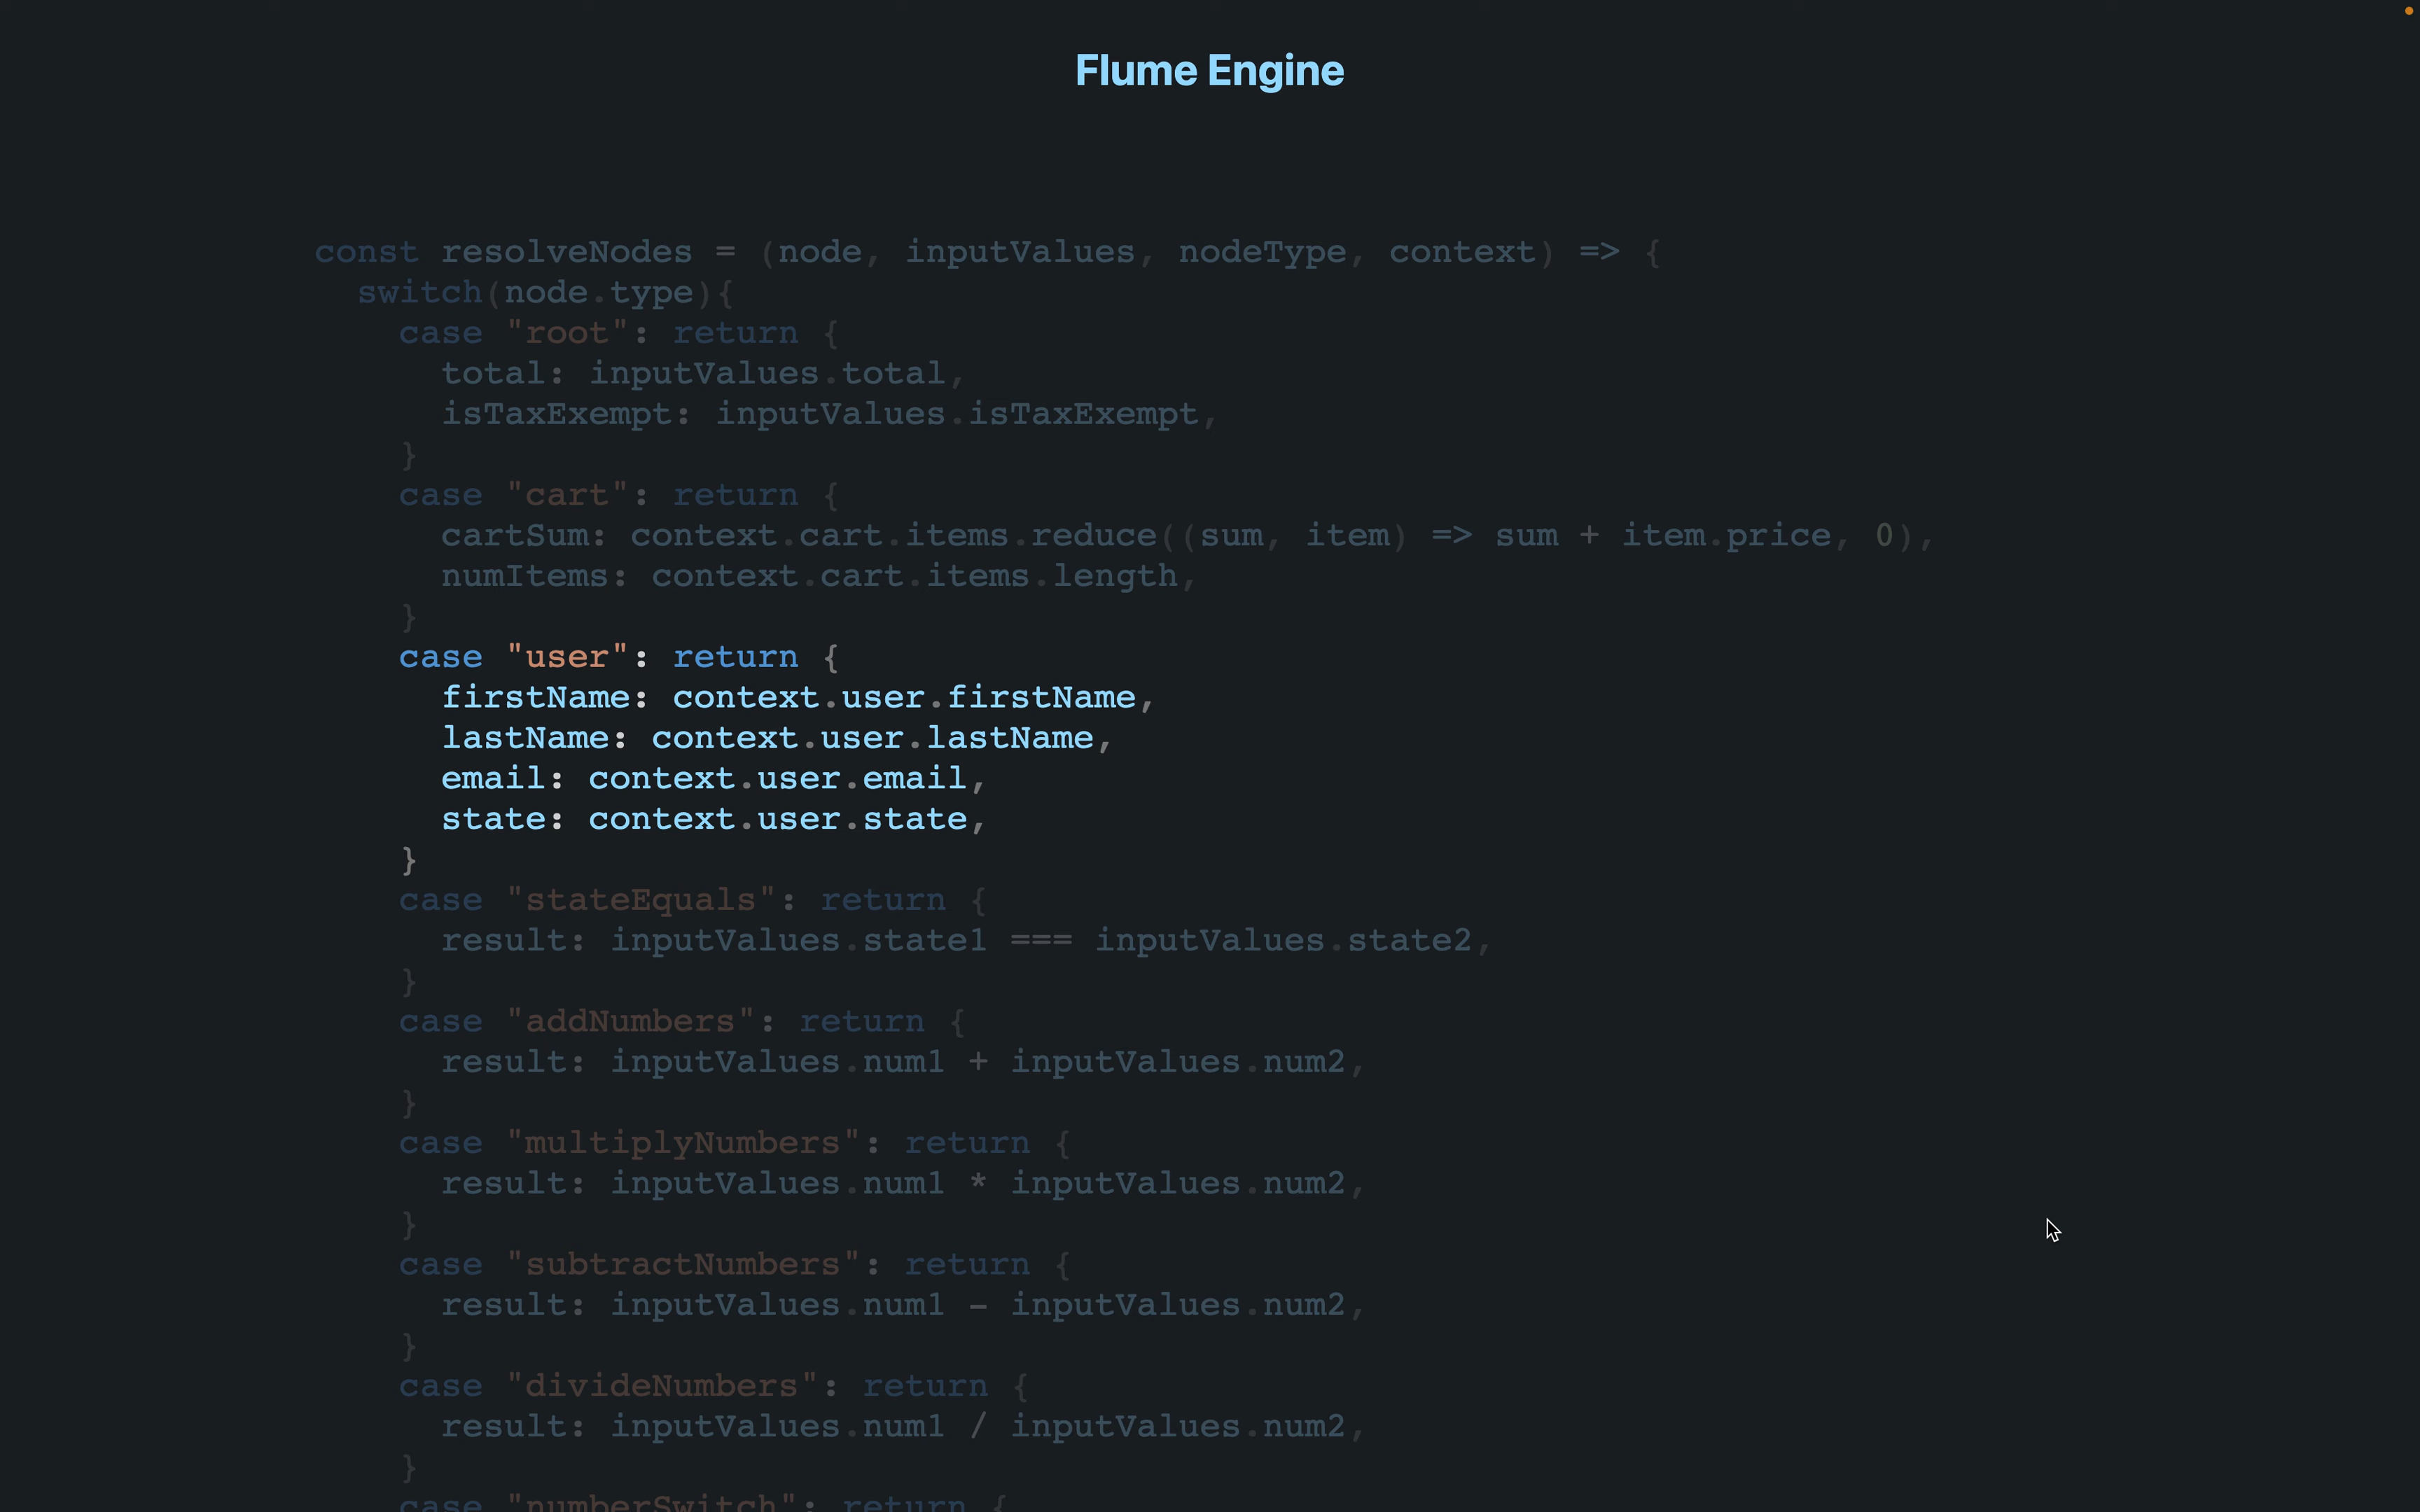 Flume Engine
const resolveNodes = (node, inputValues, nodeType, context) => {
switch(node.type){
case "root": return {
total: inputValues.total,
isTaxExempt: inputValues.isTaxExempt,
}
case "cart": return {
cartSum: context.cart.items.reduce((sum, item) => sum + item.price, 0),
numItems: context.cart.items.length,
}
case "user": return {
firstName: context.user.firstName,
lastName: context.user.lastName,
email: context.user.email,
state: context.user.state,
}
case "stateEquals": return {
result: inputValues.state1 === inputValues.state2,
}
case "addNumbers": return {
result: inputValues.num1 + inputValues.num2,
}
case "multiplyNumbers": return {
result: inputValues.num1 * inputValues.num2,
}
case "subtractNumbers": return {
result: inputValues.num1 - inputValues.num2,
}
case "divideNumbers": return {
result: inputValues.num1 / inputValues.num2,
}
case "numberSwitch": return {